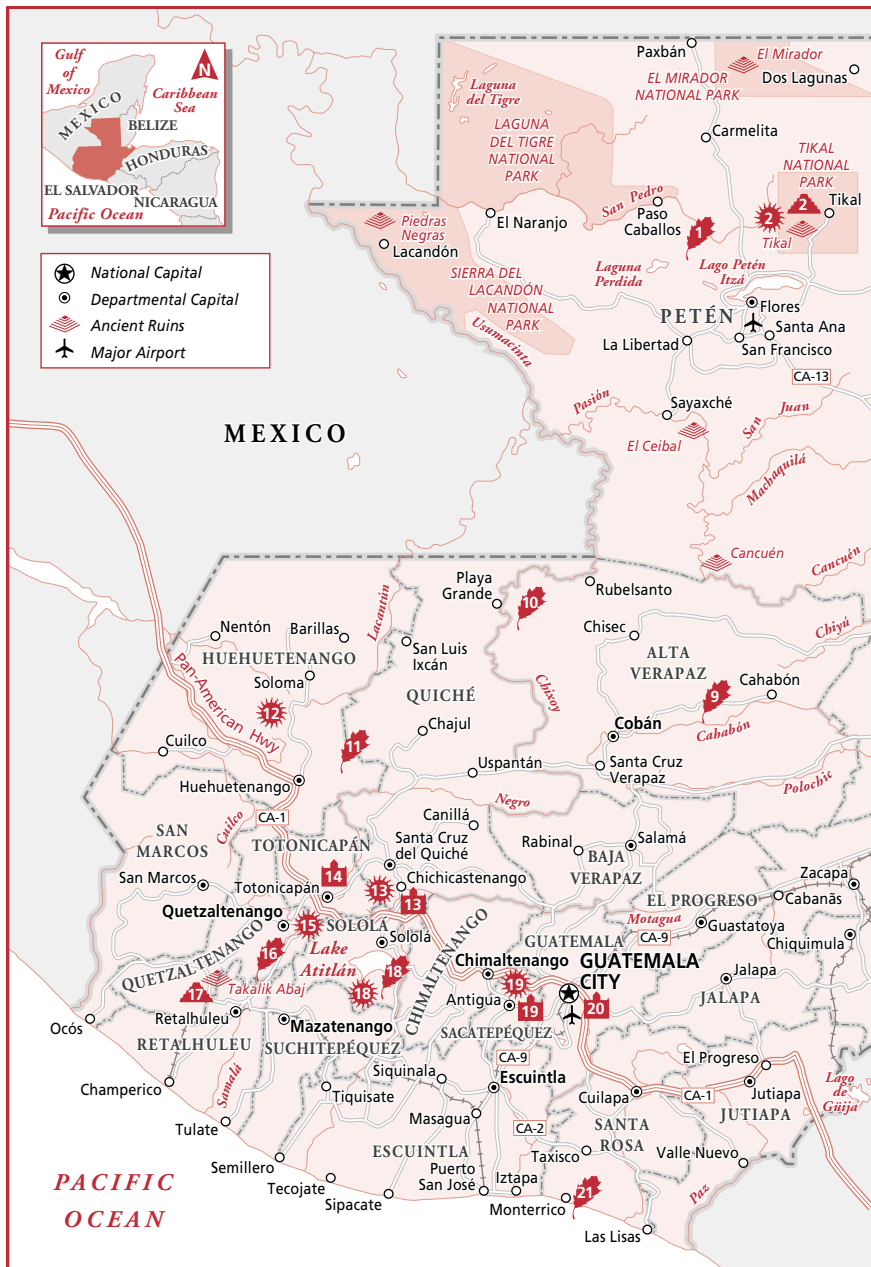 Gulf
of
Mexico
N
Caribbean
Sea
MEXICO
BELIZE
HONDURAS
EL SALVADOR
NICARAGUA
Pacific Ocean
National Capital
Departmental Capital
Ancient Ruins
Major Airport
Paxbán
El Mirador
Dos Lagunas
EL MIRADOR
NATIONAL PARK
Laguna
del Tigre
LAGUNA
DEL TIGRE
NATIONAL
PARK
Carmelita
TIKAL
NATIONAL
PARK
San Pedro
Paso
Caballos
1
2
2
Tikal
Tikal
El Naranjo
Piedras
Negras
Lacandón
SIERRA DEL
LACANDÓN
NATIONAL
PARK
Laguna
Perdida
Lago Petén
Itzá
Flores
PETÉN
Santa Ana
San Francisco
La Libertad
Usumacinta
CA-13
Pasión
Sayaxché
San Juan
El Ceibal
Machaquilá
MEXICO
Cancuén
Cancuén
Playa
Grande
Rubelsanto
10
Lacantún
Nentón
Barillas
San Luis
Ixcán
Chisec
Chiyú
HUEHUETENANGO
ALTA
VERAPAZ
Pan-American Hwy
Soloma
QUICHÉ
Chixoy
9
Cahabón
12
Chajul
Cobán
Cahabón
Cuilco
11
Uspantán
Santa Cruz
Verapaz
Huehuetenango
Polochic
Negro
CA-1
Cuilco
Canillá
SAN
MARCOS
TOTONICAPÁN
Santa Cruz
del Quiché
Rabinal
Salamá
BAJA
VERAPAZ
14
Chichicastenango
San Marcos
Totonicapán
13
13
EL PROGRESO
Zacapa
Cabanãs
Quetzaltenango
15
SOLOLÁ
Motagua
Guastatoya
CA-9
Chiquimula
QUETZALTENANGO
16
Lake
Atitlán
Sololá
CHIMALTENANGO
GUATEMALA
Chimaltenango
GUATEMALA
CITY
Takalik Abaj
17
18
18
19
Jalapa
Antigua
19
20
JALAPA
Retalhuleu
Ocós
Mazatenango
SACATEPÉQUEZ
RETALHULEU
SUCHITEPÉQUEZ
CA-9
El Progreso
Siquinala
Escuintla
Lago
de
Güija
Champerico
Samalá
Tiquisate
Cuilapa
CA-1
Jutiapa
JUTIAPA
Masagua
Tulate
CA-2
SANTA
ROSA
ESCUINTLA
Taxisco
Valle Nuevo
Semillero
Puerto
San José
Iztapa
PACIFIC
OCEAN
Tecojate
Sipacate
Monterrico
21
Paz
Las Lisas